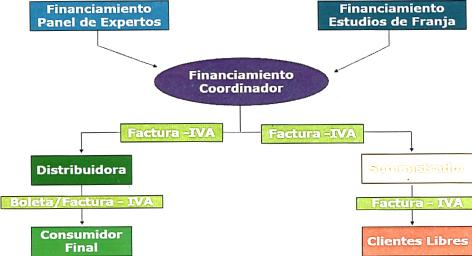 Financiamiento
Panel de Expertos
Financiamiento
Estudios de Franja
Financiamiento
Coordinador
Factura -IVA
Factura -IVA
Distribuidora
Suministrador
Boleta/Factura - IVA
Factura - IVA
Consumidor
Final
Clientes Libres